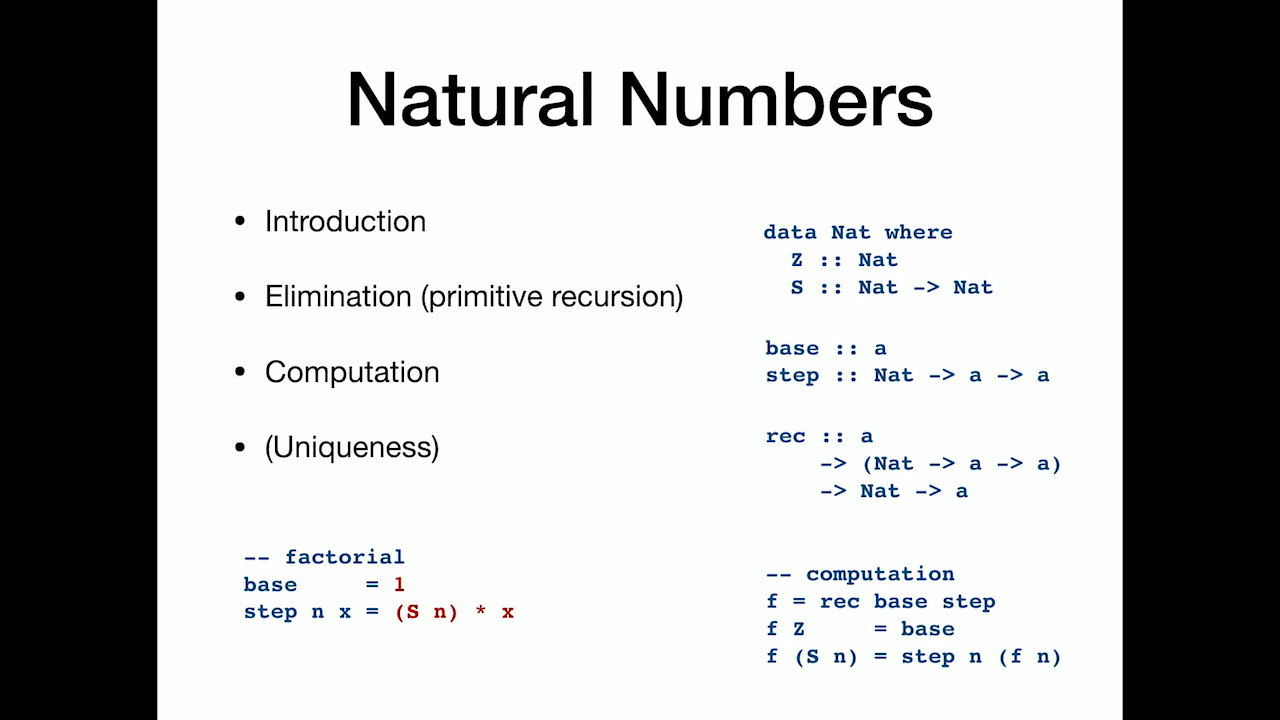 Natural Numbers
• Introduction
• Elimination (primitive recursion)
• Computation
• (Uniqueness)
-- factorial
base     = 1
step n x = (S n) * x
data Nat where
  Z :: Nat
  S :: Nat -> Nat
base :: a
step :: Nat -> a -> a
rec :: a
    -> (Nat -> a -> a)
    -> Nat -> a
-- computation
f = rec base step
f Z     = base
f (S n) = step n (f n)